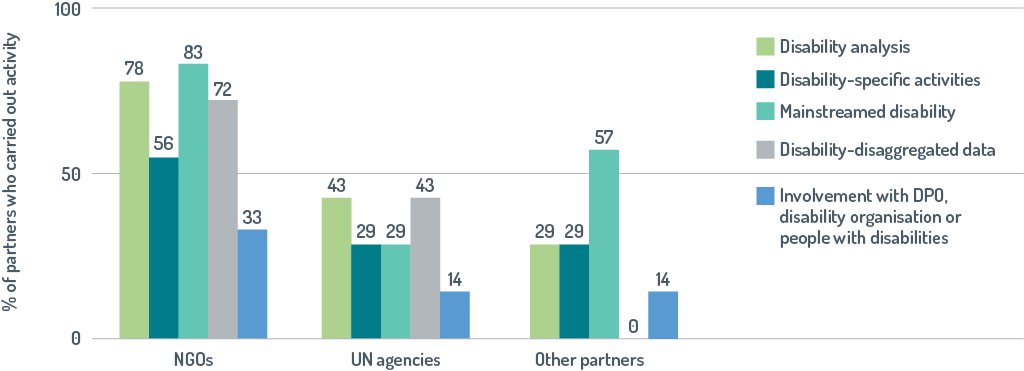 % of partners who carried out activity
100
50
0
78
56
83
72
33
43
29
29
43
14
29
29
57
0
14
NGOs
UN agencies
Other partners
Disability analysis
Disability-specific activities
Mainstreamed disability
Disability-disaggregated data
Involvement with DPO,
disability organisation or
people with disabilities